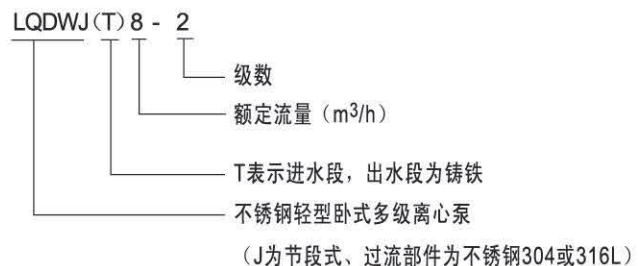 LQDWJ(T)8-2
级数
额定流量（m³/h）
T表示进水段，出水段为铸铁
不锈钢轻型卧式多级离心泵
（J为节段式、过流部件为不锈钢304或316L）